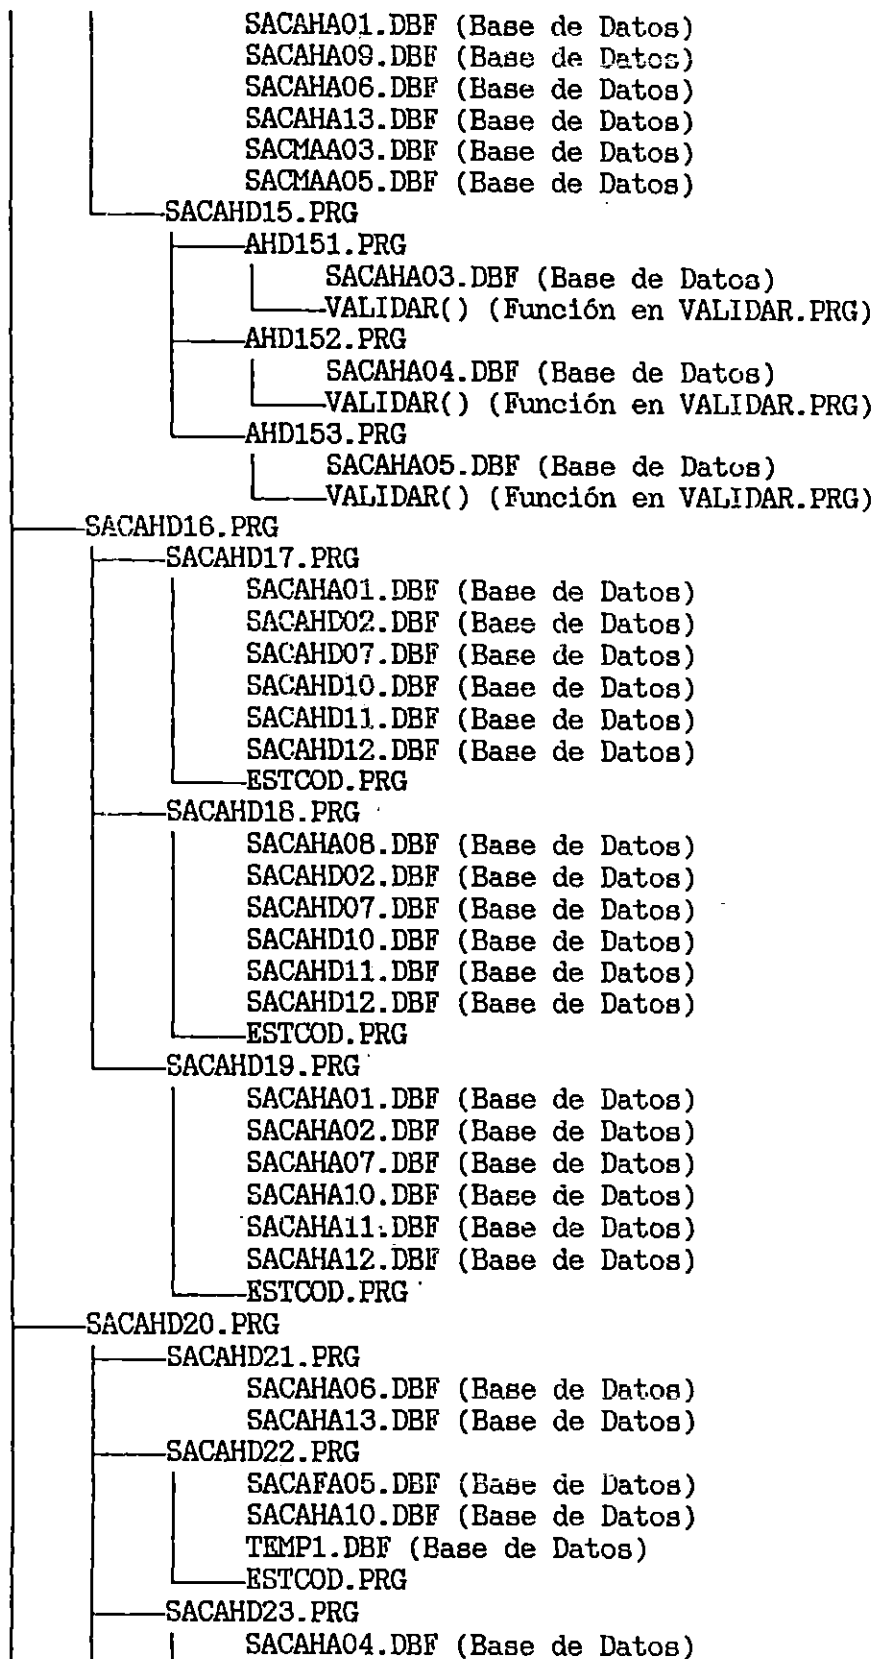 SACAHA01.DBF (Base de Datos)
SACAHA09.DBF (Base de Datos)
SACAHA06.DBF (Base de Datos)
SACAHA13.DBF (Base de Datos)
SACMAA03.DBF (Base de Datos)
SACMAA05.DBF (Base de Datos)
SACAHD15.PRG
AHD151.PRG
SACAHA03.DBF (Base de Datos)
VALIDAR() (Función en VALIDAR.PRG)
AHD152.PRG
SACAHA04.DBF (Base de Datos)
VALIDAR() (Función en VALIDAR.PRG)
AHD153.PRG
SACAHA05.DBF (Base de Datos)
VALIDAR() (Función en VALIDAR.PRG)
SACAHD16.PRG
SACAHD17.PRG
SACAHA01.DBF (Base de Datos)
SACAHD02.DBF (Base de Datos)
SACAHD07.DBF (Base de Datos)
SACAHD10.DBF (Base de Datos)
SACAHD11.DBF (Base de Datos)
SACAHD12.DBF (Base de Datos)
ESTCOD.PRG
SACAHD18.PRG
SACAHA08.DBF (Base de Datos)
SACAHD02.DBF (Base de Datos)
SACAHD07.DBF (Base de Datos)
SACAHD10.DBF (Base de Datos)
SACAHD11.DBF (Base de Datos)
SACAHD12.DBF (Base de Datos)
ESTCOD.PRG
SACAHD19.PRG
SACAHA01.DBF (Base de Datos)
SACAHA02.DBF (Base de Datos)
SACAHA07.DBF (Base de Datos)
SACAHA10.DBF (Base de Datos)
SACAHA11.DBF (Base de Datos)
SACAHA12.DBF (Base de Datos)
ESTCOD.PRG
SACAHD20.PRG
SACAHD21.PRG
SACAHA06.DBF (Base de Datos)
SACAHA13.DBF (Base de Datos)
SACAHD22.PRG
SACAFA05.DBF (Base de Datos)
SACAHA10.DBF (Base de Datos)
TEMP1.DBF (Base de Datos)
ESTCOD.PRG
SACAHD23.PRG
SACAHA04.DBF (Base de Datos)